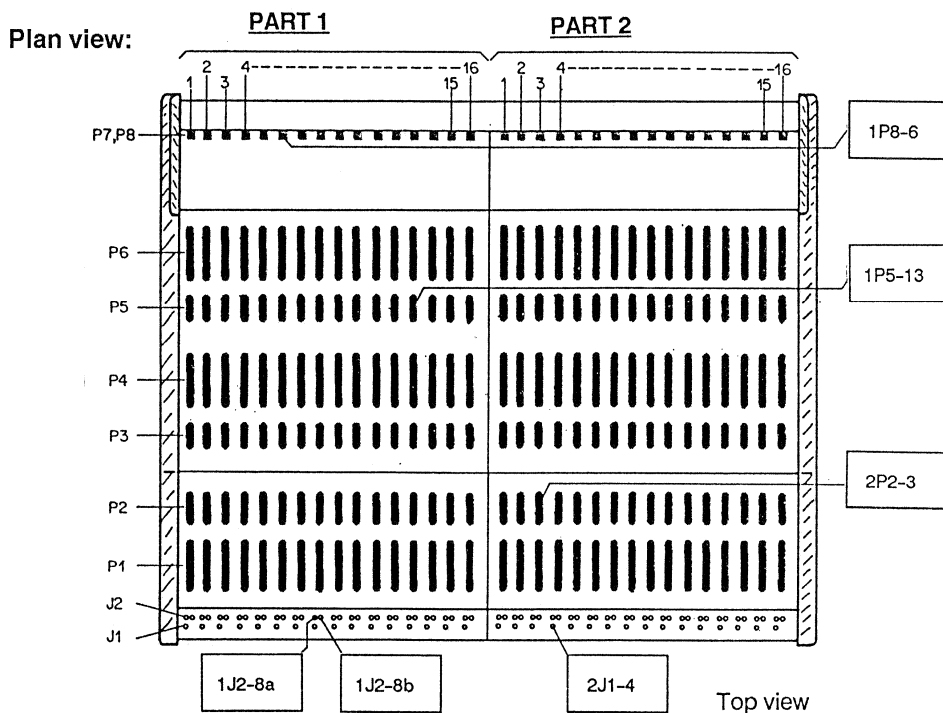 PART 1 PART 2
Plan view:
1 2 3 4 15 16 1 2 3 4 15 16
P7,P8
1P8-6
P6
1P5-13
P5
P4
P3
2P2-3
P2
P1
J2
J1
1J2-8a 1J2-8b 2J1-4
Top view